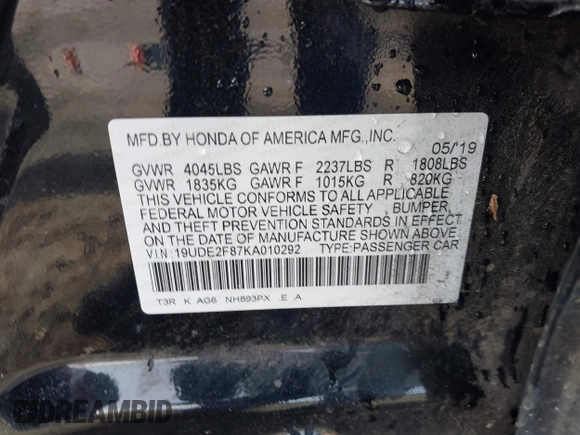 MFD.BY HONDA OF AMERICA MFG.,INC. 05/'19
GVWR 4045LBS GAWR F 2237LBS R 1808LBS
GVWR 1835KG GAWR F 1015KG R 820KG
THIS VEHICLE CONFORMS TO ALL APPLICABLE
FEDERAL MOTOR VEHICLE SAFETY BUMPER,
AND THEFT PREVENTION STANDARDS IN EFFECT
ON THE DATE OF MANUFACTURE SHOWN ABOVE.
VIN:19UDE2F87KA010292 TYPE:PASSENGER CAR
T3R K AG6 NH893PX E A
DREAMBID